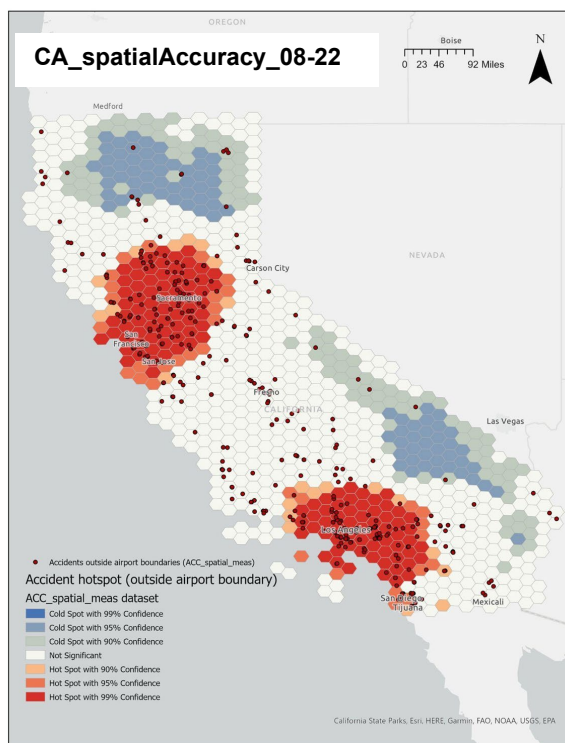 OREGON
CA_spatialAccuracy_08-22
Boise
0 23 46 92 Miles
N
Medford
Carson City
NEVADA
Sacramento
San
Francisco
San Jose
Fresno
CALIFORNIA
Las Vegas
Los Angeles
San Diego
Tijuana
Mexicali
Accidents outside airport boundaries (ACC_spatial_meas)
Accident hotspot (outside airport boundary)
ACC_spatial_meas dataset
Cold Spot with 99% Confidence
Cold Spot with 95% Confidence
Cold Spot with 90% Confidence
Not Significant
Hot Spot with 90% Confidence
Hot Spot with 95% Confidence
Hot Spot with 99% Confidence
California State Parks, Esri, HERE, Garmin, FAO, NOAA, USGS, EPA